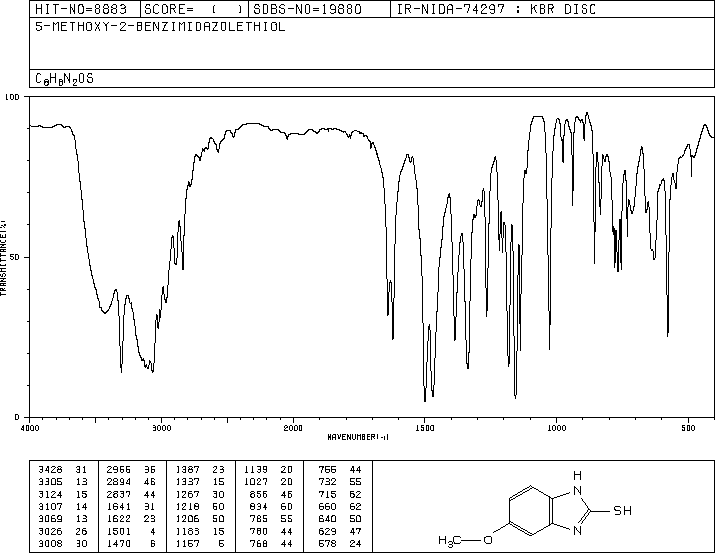 HIT-NO=8883 SCORE= ( ) SDBS-NO=19880 IR-NIDA-74297 : KBR DISC
5-METHOXY-2-BENZIMIDAZOLETHIOL
C8H8N2OS
100
50
0
TRANSMITTANCE(%)
4000 3000 2000 1500 1000 500
WAVENUMBER(-1)
3428 31 2966 36 1387 23 1139 20 756 44
3305 13 2894 46 1337 15 1027 20 732 55
3124 15 2837 44 1267 30 856 46 715 62
3107 14 1641 31 1218 60 834 60 660 62
3069 13 1622 23 1206 50 785 55 640 50
3026 26 1501 4 1183 15 780 44 629 47
3008 30 1470 6 1157 6 768 44 578 24
H
N
SH
N
H3C
O